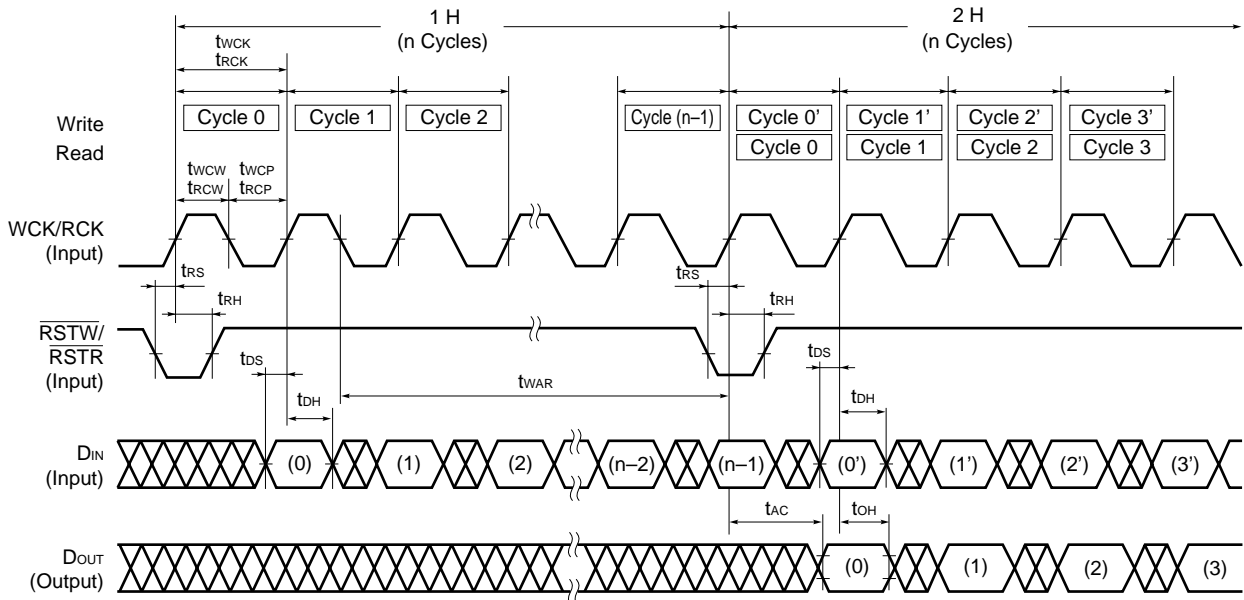 1 H
(n Cycles)
2 H
(n Cycles)
tWCK
tRCK
Write
Cycle 0
Cycle 1
Cycle 2
Cycle (n–1)
Cycle 0’
Cycle 1’
Cycle 2’
Cycle 3’
Read
Cycle 0
Cycle 1
Cycle 2
Cycle 3
tWCW
tWCP
tRCW
tRCP
WCK/RCK
(Input)
tRS
tRH
tRS
tRH
RSTW/
RSTR
(Input)
tDS
tDH
tWAR
tDS
tDH
DIN
(Input)
(0)
(1)
(2)
(n–2)
(n–1)
(0’)
(1’)
(2’)
(3’)
tAC
tOH
DOUT
(Output)
(0)
(1)
(2)
(3)